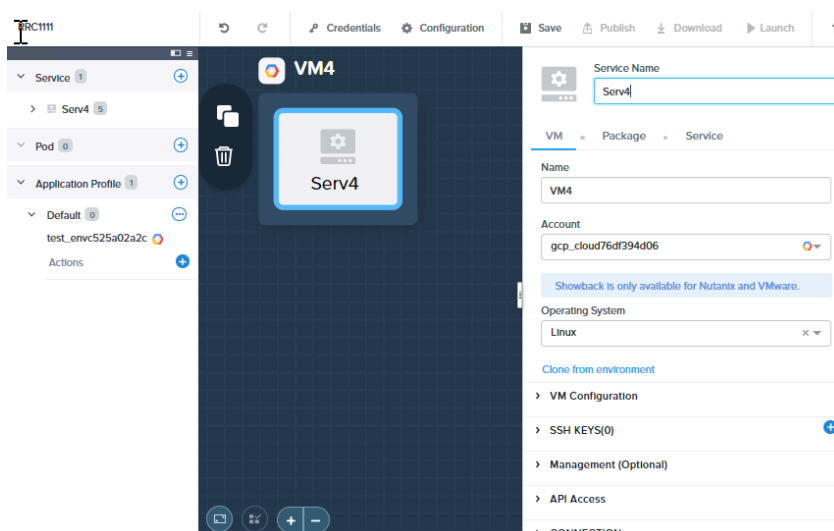 RRC1111
Credentials
Configuration
Save
Publish
Download
Launch
Service 1
Serv4 5
Pod 0
Application Profile 1
Default 0
test_envc525a02a2c
Actions
VM4
Serv4
Service Name
Serv4
VM
Package
Service
Name
VM4
Account
gcp_cloud76df394d06
Showback is only available for Nutanix and VMware.
Operating System
Linux
Clone from environment
VM Configuration
SSH KEYS(0)
Management (Optional)
API Access
CONNECTION